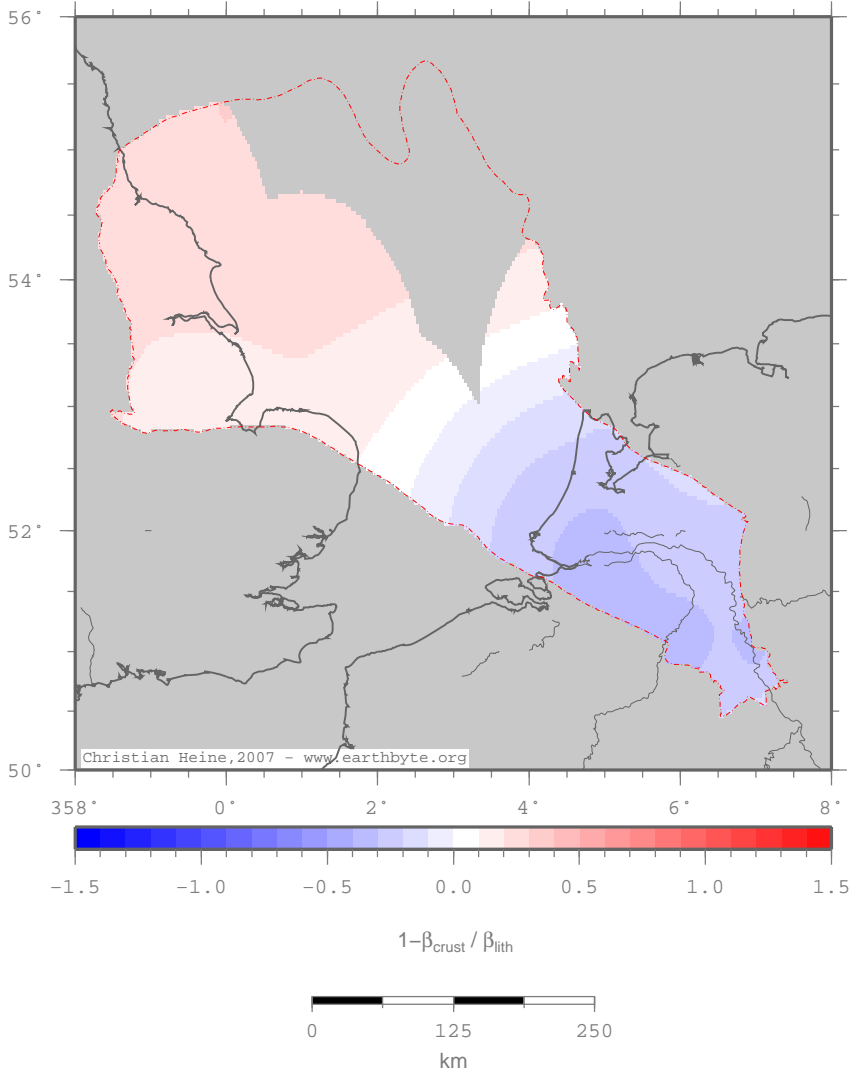 56°
54°
52°
50°
Christian Heine,2007 - www.earthbyte.org
358° 0° 2° 4° 6° 8°
−1.5 −1.0 −0.5 0.0 0.5 1.0 1.5
1−βcrust / βlith
0 125 250
km